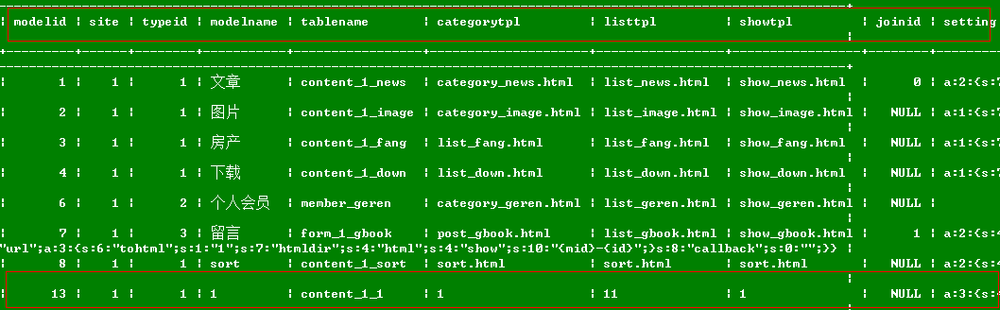 modelid | site | typeid | modelname | tablename | categorytpl | listtpl | showtpl | joinid | setting
1 | 1 | 1 | 文章 | content_1_news | category_news.html | list_news.html | show_news.html | 0 | a:2:{s:7
2 | 1 | 1 | 图片 | content_1_image | category_image.html | list_image.html | show_image.html | NULL | a:1:{s:7
3 | 1 | 1 | 房产 | content_1_fang | list_fang.html | list_fang.html | show_fang.html | NULL | a:1:{s:7
4 | 1 | 1 | 下载 | content_1_down | list_down.html | list_down.html | show_down.html | NULL | a:1:{s:7
6 | 1 | 2 | 个人会员 | member_geren | category_geren.html | list_geren.html | show_geren.html | NULL |
7 | 1 | 3 | 留言 | form_1_gbook | post_gbook.html | list_gbook.html | show_gbook.html | 1 | a:2:{s:4
"url";a:3:{s:6:"tohtml";s:1:"1";s:7:"htmldir";s:4:"html";s:4:"show";s:10:"{mid}-{id}";}s:8:"callback";s:0:"";}} |
8 | 1 | 1 | sort | content_1_sort | sort.html | sort.html | sort.html | NULL | a:2:{s:4
13 | 1 | 1 | 1 | content_1_1 | 1 | 11 | 1 | NULL | a:3:{s:4